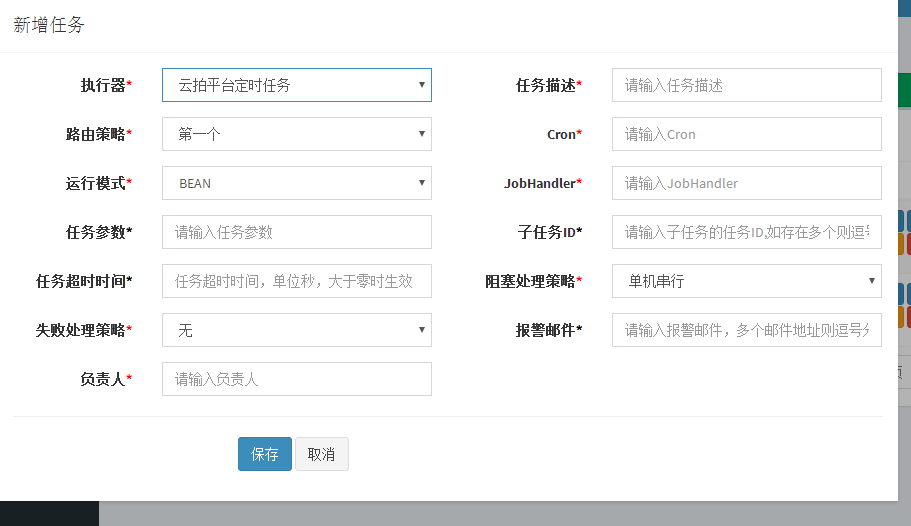 新增任务
执行器* 云拍平台定时任务 任务描述* 请输入任务描述
路由策略* 第一个 Cron* 请输入Cron
运行模式* BEAN JobHandler* 请输入JobHandler
任务参数* 请输入任务参数 子任务ID* 请输入子任务的任务ID,如存在多个则逗
任务超时时间* 任务超时时间，单位秒，大于零时生效 阻塞处理策略* 单机串行
失败处理策略* 无 报警邮件* 请输入报警邮件，多个邮件地址则逗号分
负责人* 请输入负责人
保存 取消